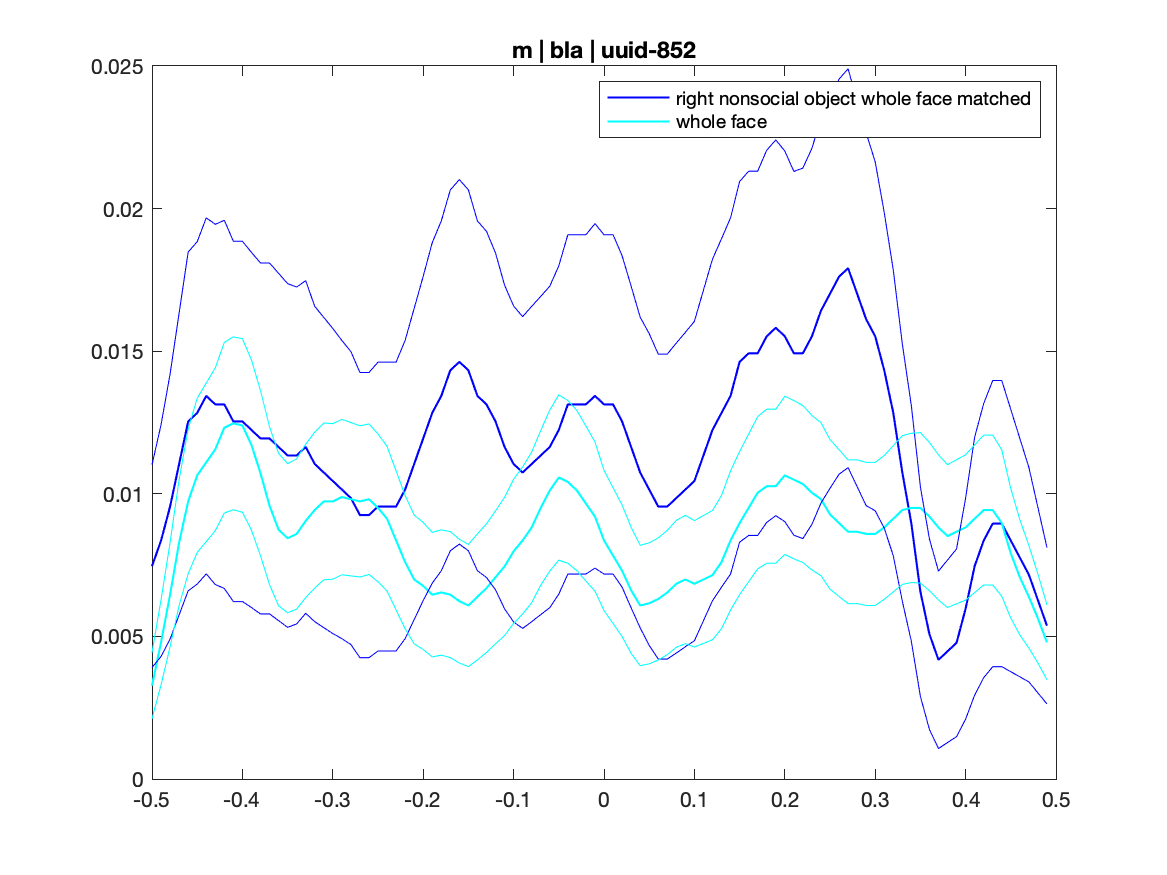 m | bla | uuid-852
right nonsocial object whole face matched
whole face
0.025
0.02
0.015
0.01
0.005
0
-0.5 -0.4 -0.3 -0.2 -0.1 0 0.1 0.2 0.3 0.4 0.5